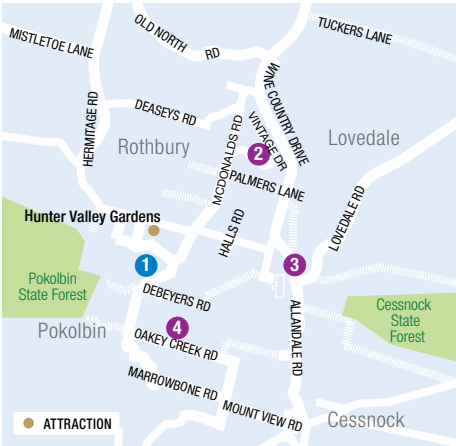 OLD NORTH RD
TUCKERS LANE
MISTLETOE LANE
WINE COUNTRY DRIVE
HERMITAGE RD
DEASEYS RD
MCDONALDS RD
VINTAGE DR
Rothbury
Lovedale
2
PALMERS LANE
LOVEDALE RD
Hunter Valley Gardens
HALLS RD
1
3
Pokolbin
State Forest
DEBEYERS RD
ALLANDALE RD
Cessnock
State
Forest
Pokolbin
4
OAKEY CREEK RD
MARROWBONE RD
MOUNT VIEW RD
Cessnock
ATTRACTION